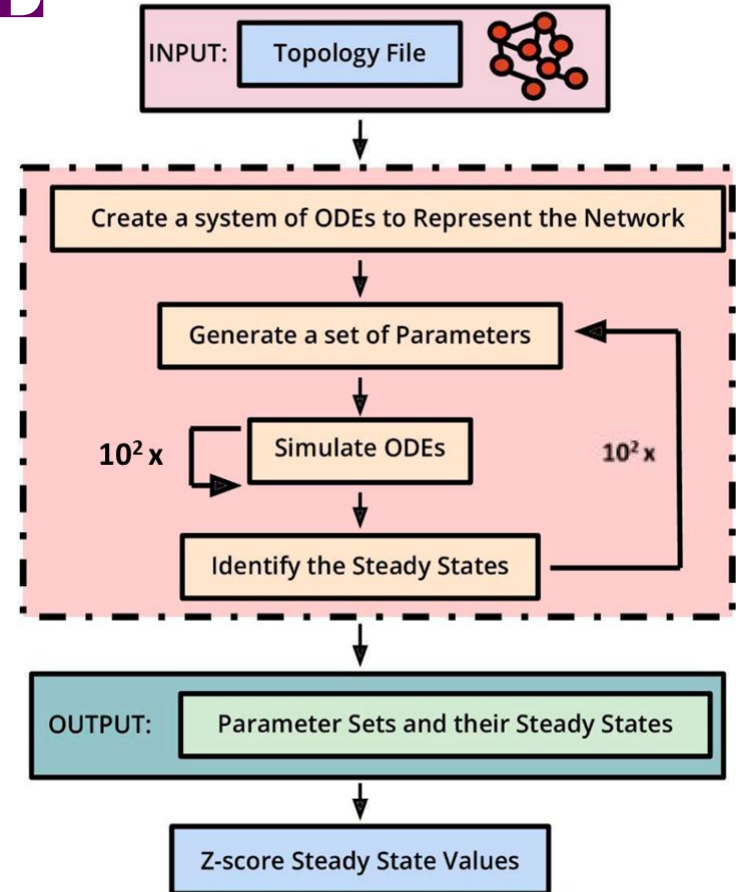 INPUT: Topology File
Create a system of ODEs to Represent the Network
Generate a set of Parameters
Simulate ODEs
10² x
10² x
Identify the Steady States
OUTPUT: Parameter Sets and their Steady States
Z-score Steady State Values